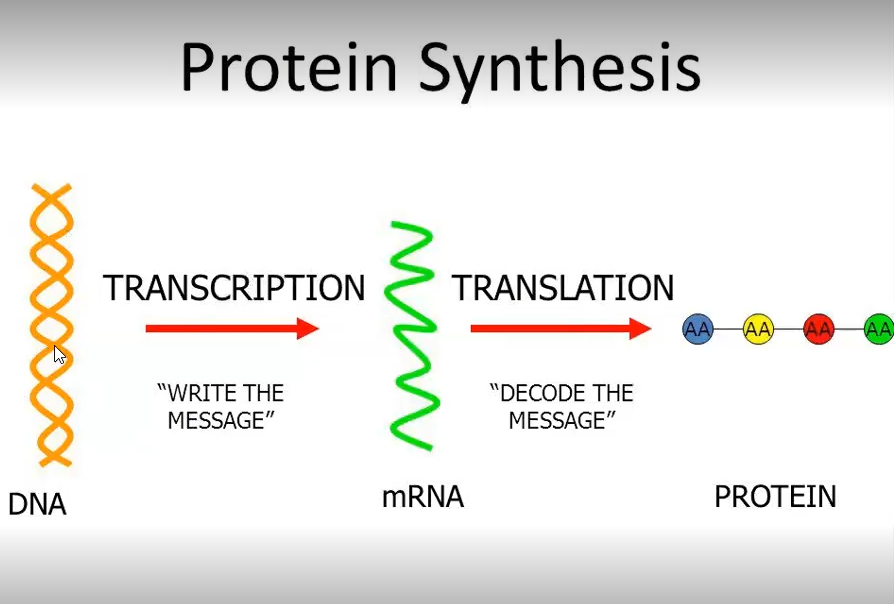 Protein Synthesis
TRANSCRIPTION
TRANSLATION
AA AA AA AA
“WRITE THE
MESSAGE”
“DECODE THE
MESSAGE”
DNA
mRNA
PROTEIN